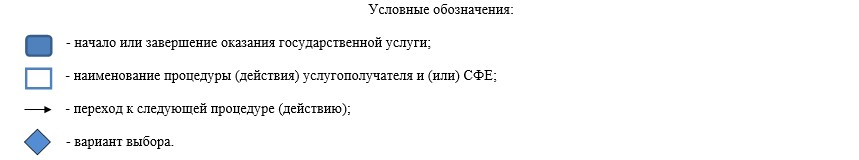 Условные обозначения:
- начало или завершение оказания государственной услуги;
- наименование процедуры (действия) услугополучателя и (или) СФЕ;
- переход к следующей процедуре (действию);
- вариант выбора.